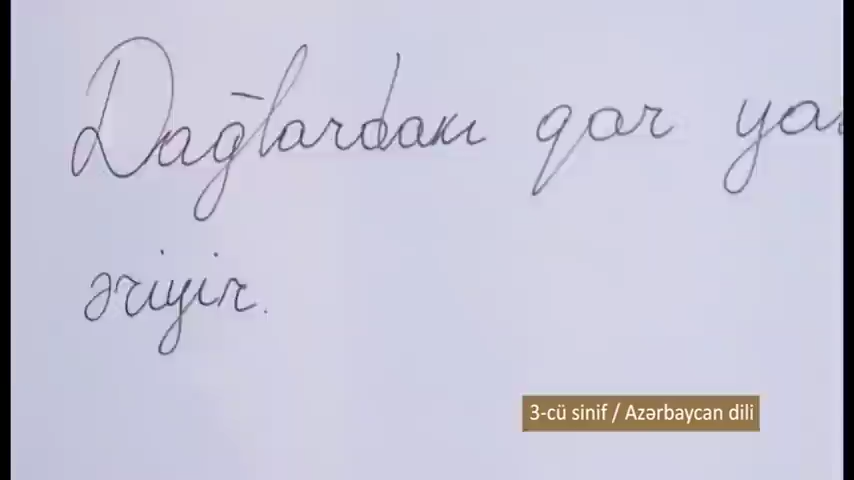 Dağlardakı qar
əriyir.
3-cü sinif / Azərbaycan dili